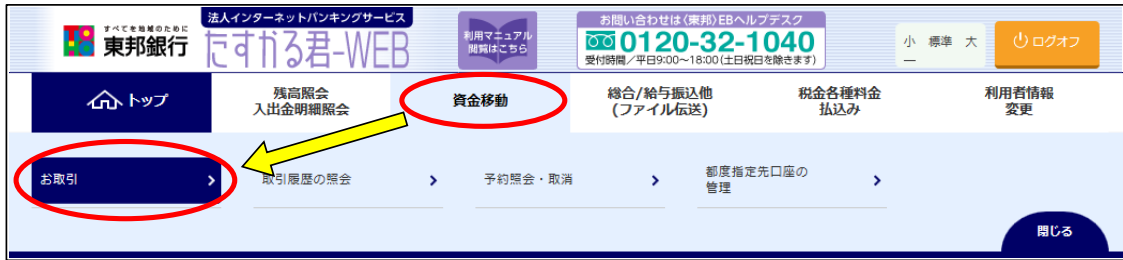 すべてを地域のために
東邦銀行
法人インターネットバンキングサービス
たすける君-WEB
利用マニュアル
閲覧はこちら
お問い合わせは〈東邦〉EBヘルプデスク
0120-32-1040
受付時間／平日9:00〜18:00(土日祝日を除きます)
小 標準 大
ログオフ
トップ
残高照会
入出金明細照会
資金移動
総合/給与振込他
(ファイル伝送)
税金各種料金
払込み
利用者情報
変更
お取引
取引履歴の照会
予約照会・取消
都度指定先口座の
管理
閉じる